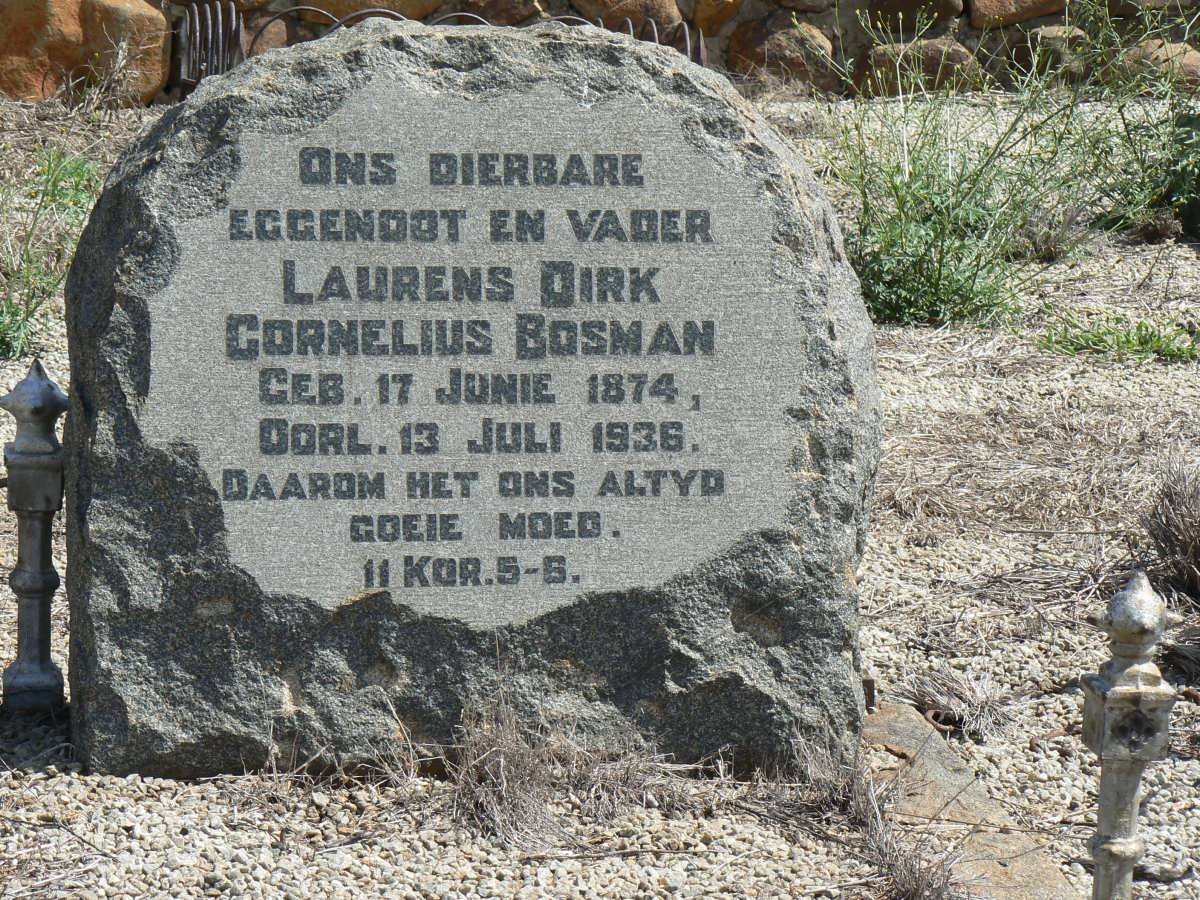 ONS DIERBARE
EGGENOOT EN VADER
LAURENS DIRK
CORNELIUS BOSMAN
GEB. 17 JUNIE 1874,
OORL. 13 JULI 1936.
DAAROM HET ONS ALTYD
GOEIE MOED.
11 KOR. 5-6.